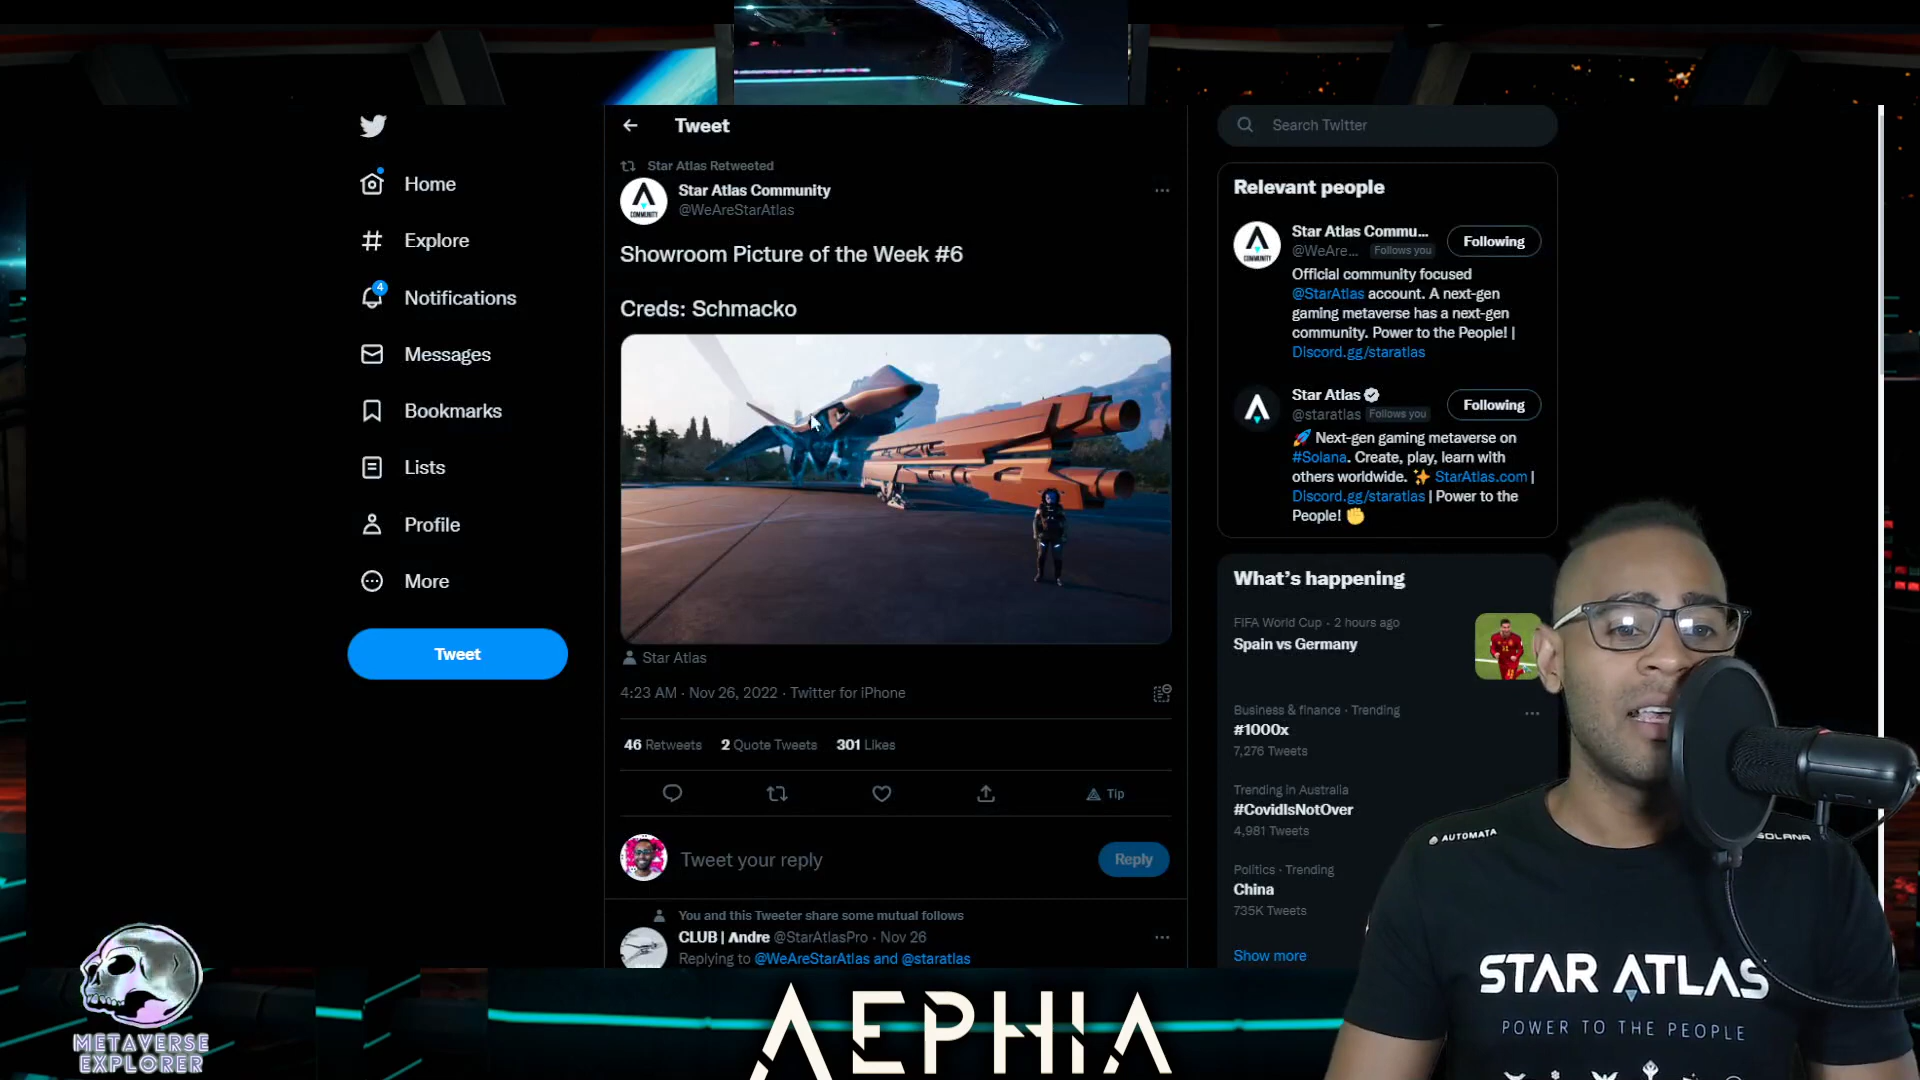 Home
Explore
4
Notifications
Messages
Bookmarks
Lists
Profile
More
Tweet
Tweet
Star Atlas Retweeted
Star Atlas Community
@WeAreStarAtlas
Showroom Picture of the Week #6
Creds: Schmacko
Star Atlas
4:23 AM · Nov 26, 2022 · Twitter for iPhone
46 Retweets 2 Quote Tweets 301 Likes
Tip
Tweet your reply
Reply
You and this Tweeter share some mutual follows
CLUB | Andre @StarAtlasPro · Nov 26
Replying to @WeAreStarAtlas and @staratlas
Search Twitter
Relevant people
COMMUNITY
Star Atlas Commu...
@WeAre... Follows you
Following
Official community focused
@StarAtlas account. A next-gen
gaming metaverse has a next-gen
community. Power to the People! |
Discord.gg/staratlas
Star Atlas
@staratlas Follows you
Following
🚀 Next-gen gaming metaverse on
#Solana. Create, play, learn with
others worldwide. ✨ StarAtlas.com |
Discord.gg/staratlas | Power to the
People! ✊
What's happening
FIFA World Cup · 2 hours ago
Spain vs Germany
Business & finance · Trending
#1000x
7,276 Tweets
Trending in Australia
#CovidIsNotOver
4,981 Tweets
Politics · Trending
China
735K Tweets
Show more
AUTOMATA
SOLANA
STAR ATLAS
POWER TO THE PEOPLE
METAVERSE
EXPLORER
AEPHIA